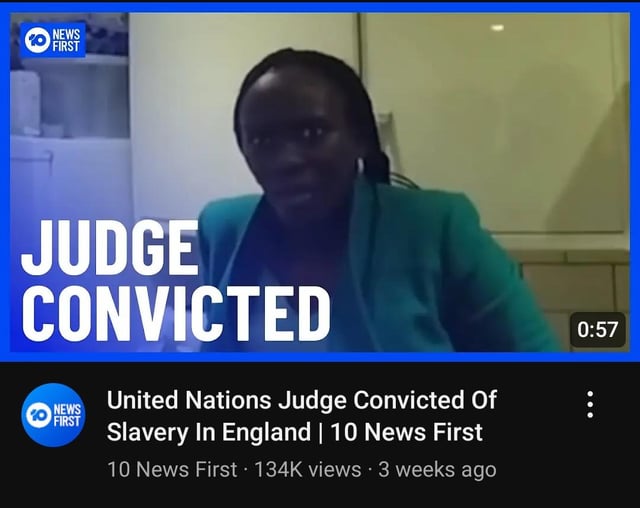 10 NEWS
FIRST
JUDGE
CONVICTED
0:57
10 NEWS
FIRST
United Nations Judge Convicted Of
Slavery In England | 10 News First
10 News First · 134K views · 3 weeks ago